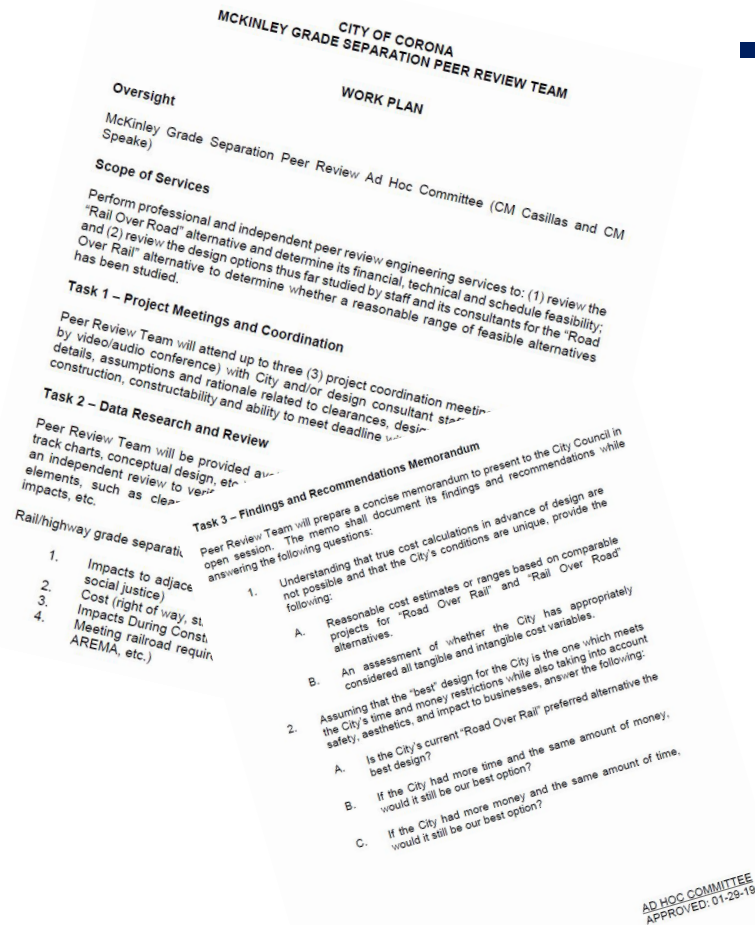 CITY OF CORONA
MCKINLEY GRADE SEPARATION PEER REVIEW TEAM
WORK PLAN
Oversight
McKinley Grade Separation Peer Review Ad Hoc Committee (CM Casillas and CM
Speake)
Scope of Services
Perform professional and independent peer review engineering services to: (1) review the
"Rail Over Road" alternative and determine its financial, technical and schedule feasibility;
and (2) review the design options thus far studied by staff and its consultants for the "Road
Over Rail" alternative to determine whether a reasonable range of feasible alternatives
has been studied.
Task 1 – Project Meetings and Coordination
Peer Review Team will attend up to three (3) project coordination
by video/audio conference) with City and/or design consultant
details, assumptions and rationale related to clearances,
construction, constructability and ability to meet deadline
Task 2 – Data Research and Review
Peer Review Team will be provided
track charts, conceptual design,
an independent review to
elements, such as
impacts, etc.
Rail/highway grade
1. Impacts to
social justice)
2. Cost (right of way,
3. Impacts During
4. Meeting railroad
AREMA, etc.)
Task 3 – Findings and Recommendations Memorandum
Peer Review Team will prepare a concise memorandum to present to the City Council in
open session. The memo shall document its findings and recommendations while
answering the following questions:
1. Understanding that true cost calculations in advance of design are
not possible and that the City's conditions are unique, provide the
following:
A. Reasonable cost estimates or ranges based on comparable
projects for "Road Over Rail" and "Rail Over Road"
alternatives.
B. An assessment of whether the City has appropriately
considered all tangible and intangible cost variables.
2. Assuming that the "best" design for the City is the one which meets
the City's time and money restrictions while also taking into account
safety, aesthetics, and impact to businesses, answer the following:
A. Is the City's current "Road Over Rail" preferred alternative the
best design?
B. If the City had more time and the same amount of money,
would it still be our best option?
C. If the City had more money and the same amount of time,
would it still be our best option?
AD HOC COMMITTEE
APPROVED: 01-29-19